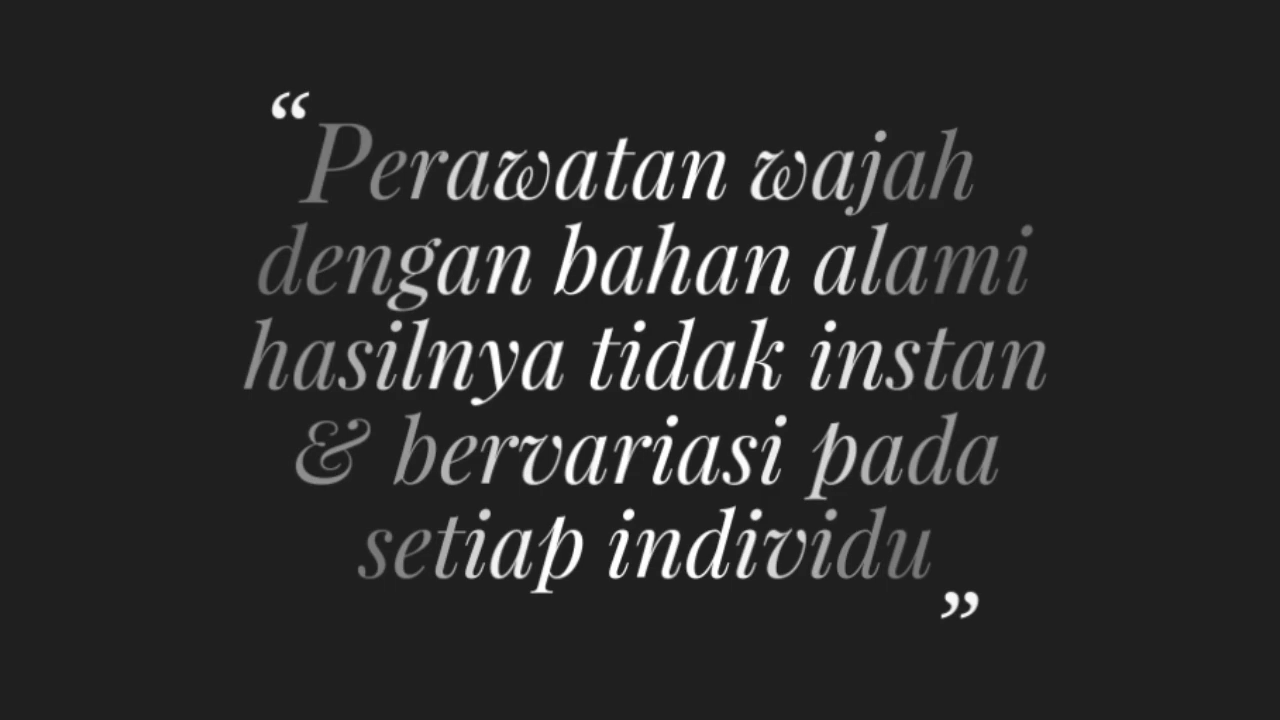 “Perawatan wajah
dengan bahan alami
hasilnya tidak instan
& bervariasi pada
setiap individu”